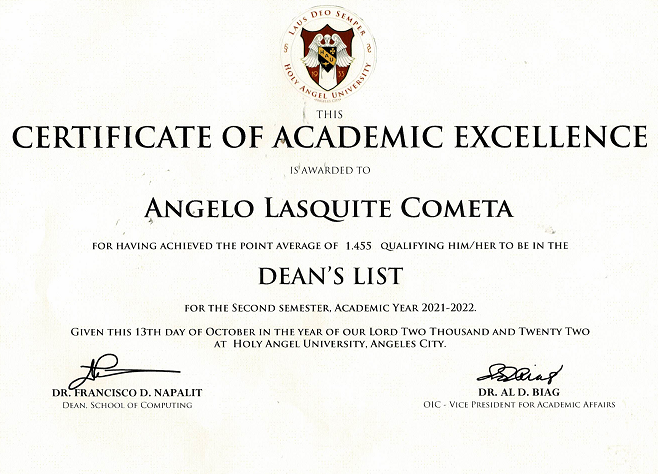 Laus Deo Semper
Holy Angel University
1933
THIS
CERTIFICATE OF ACADEMIC EXCELLENCE
IS AWARDED TO
ANGELO LASQUITE COMETA
FOR HAVING ACHIEVED THE POINT AVERAGE OF 1.455 QUALIFYING HIM/HER TO BE IN THE
DEAN'S LIST
FOR THE SECOND SEMESTER, ACADEMIC YEAR 2021-2022.
GIVEN THIS 13TH DAY OF OCTOBER IN THE YEAR OF OUR LORD TWO THOUSAND AND TWENTY TWO
AT HOLY ANGEL UNIVERSITY, ANGELES CITY.
DR. FRANCISCO D. NAPALIT
DEAN, SCHOOL OF COMPUTING
DR. AL D. BIAG
OIC - VICE PRESIDENT FOR ACADEMIC AFFAIRS